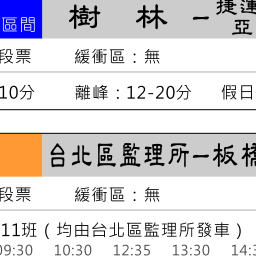 區間 樹林－捷運
亞
段票 緩衝區：無
10分 離峰：12-20分 假日
台北區監理所－板橋
段票 緩衝區：無
11班（均由台北區監理所發車）
09:30 10:30 12:35 13:30 14:3